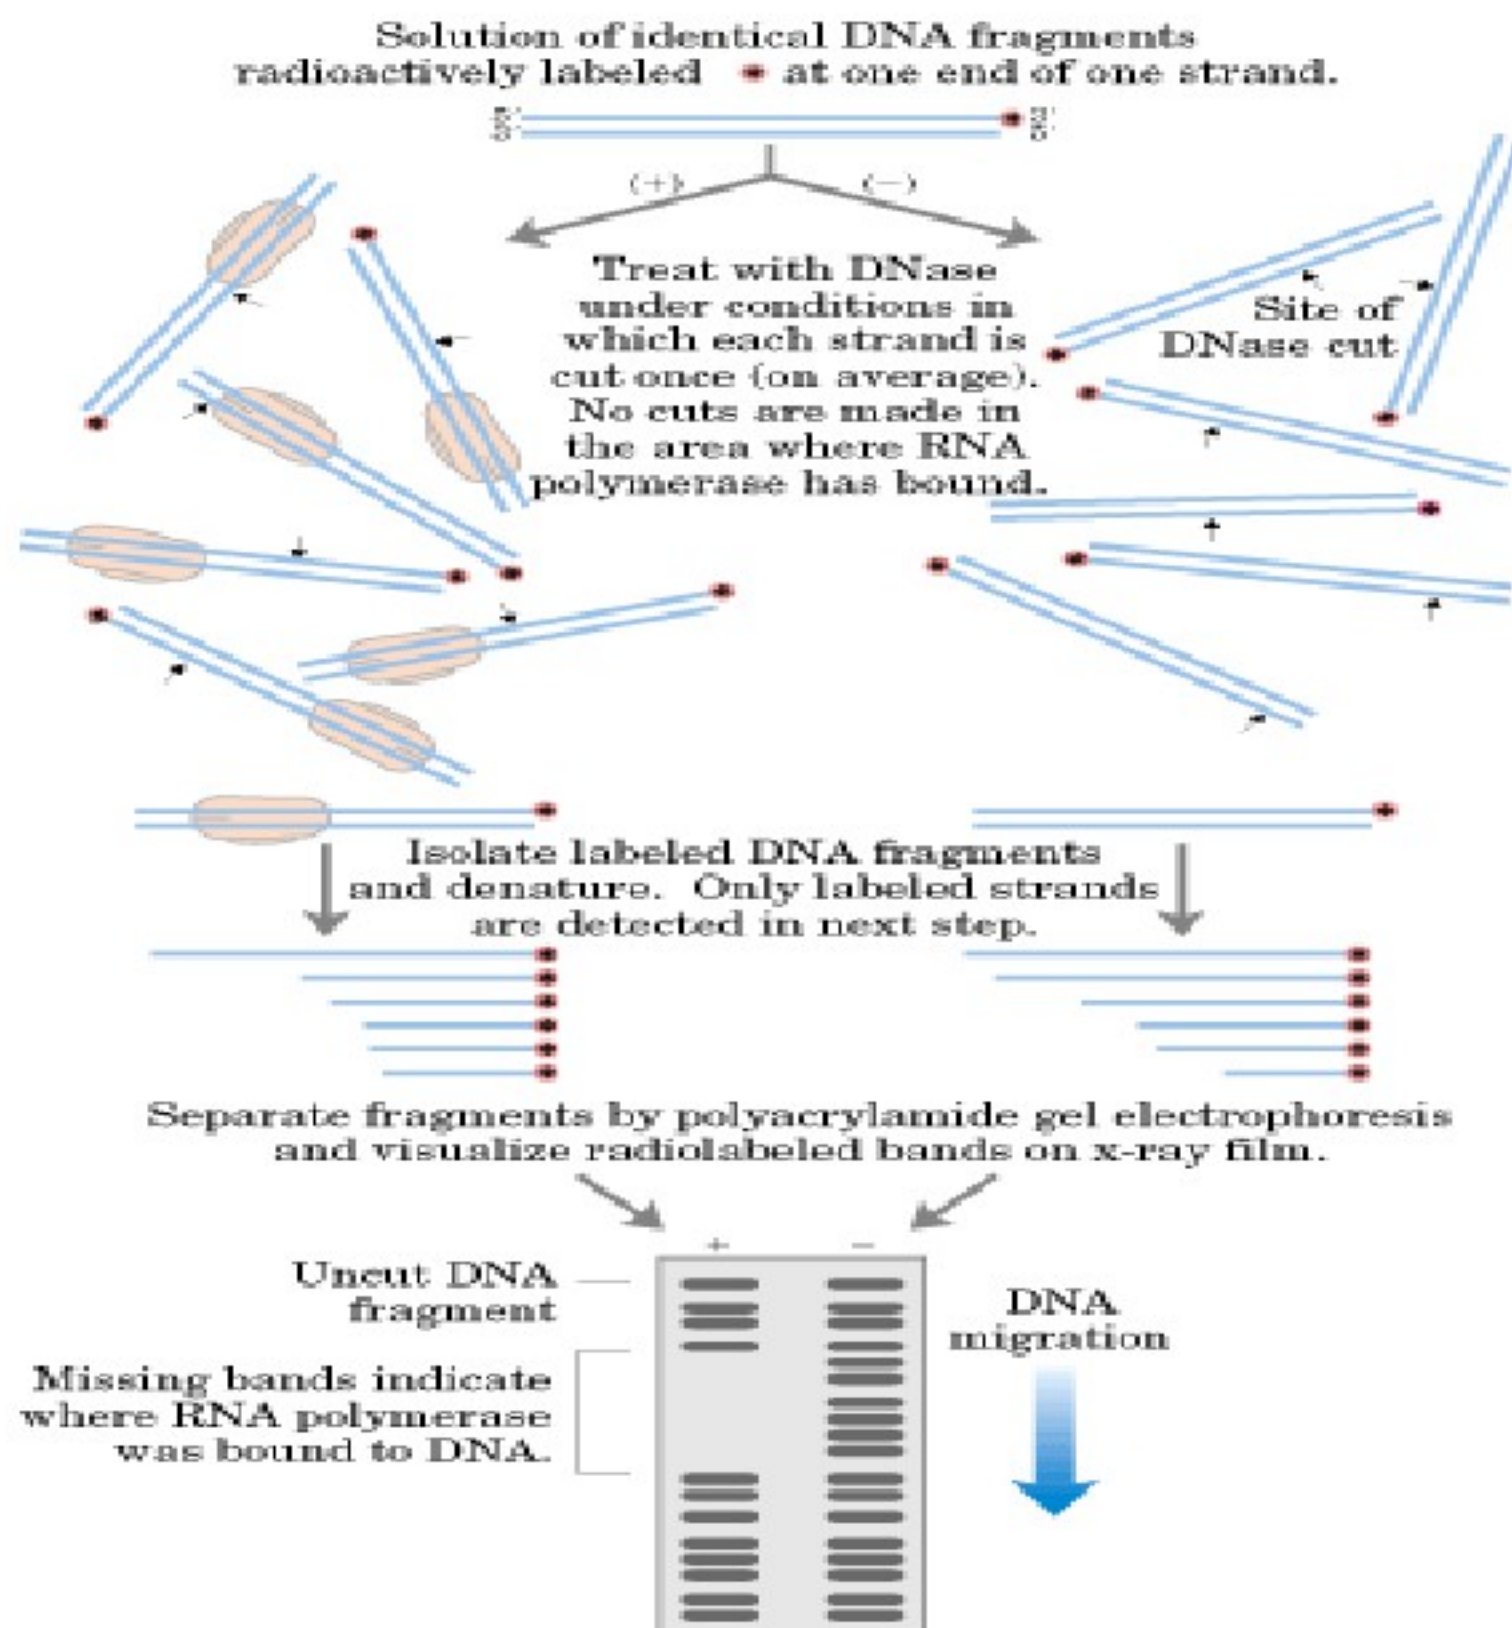 Solution of identical DNA fragments
radioactively labeled at one end of one strand.
(+)
(−)
Treat with DNase
under conditions in
which each strand is
cut once (on average).
No cuts are made in
the area where RNA
polymerase has bound.
Site of
DNase cut
Isolate labeled DNA fragments
and denature. Only labeled strands
are detected in next step.
Separate fragments by polyacrylamide gel electrophoresis
and visualize radiolabeled bands on x-ray film.
+
−
Uncut DNA
fragment
Missing bands indicate
where RNA polymerase
was bound to DNA.
DNA
migration